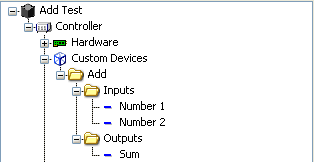 Add Test
Controller
Hardware
Custom Devices
Add
Inputs
Number 1
Number 2
Outputs
Sum